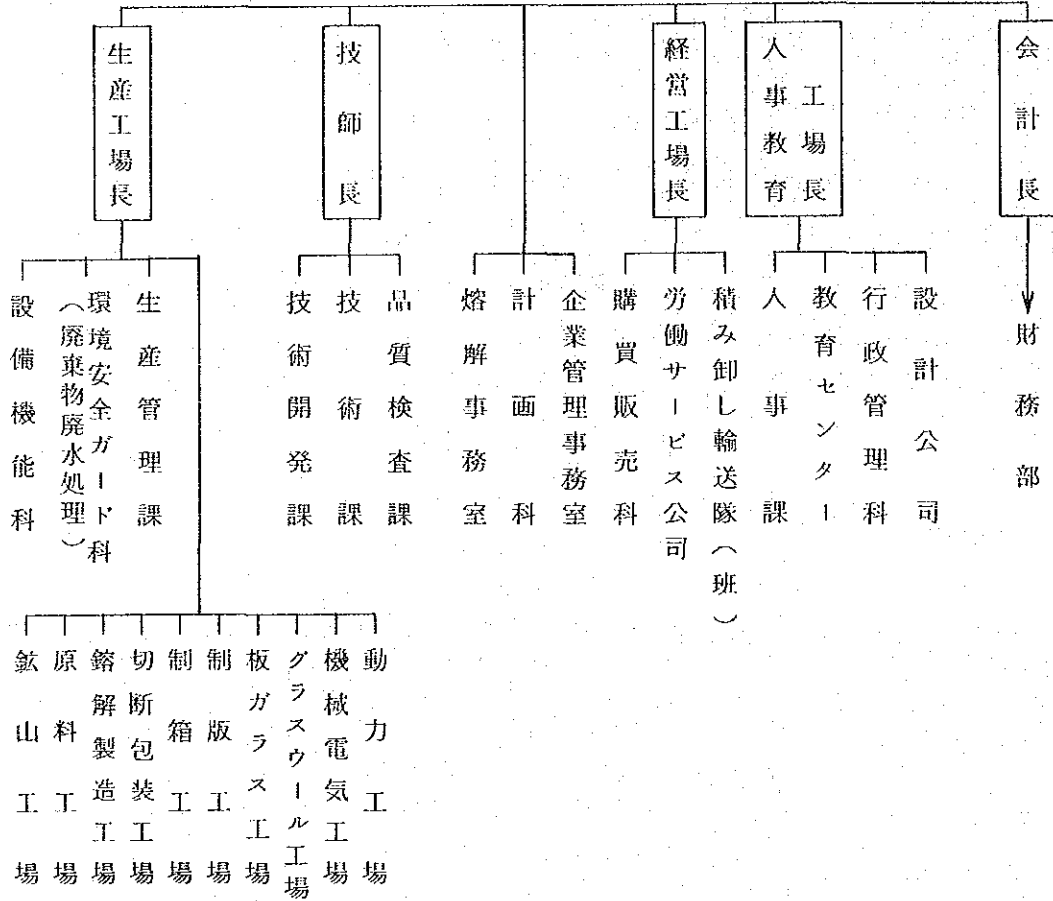 生産工場長
技師長
経営工場長
人事教育
工場長
会計長
設備機能科
環境安全ガード科
(廃棄物廃水処理)
生産管理課
技術開発課
技術課
品質検査課
熔解事務室
計画科
企業管理事務室
購買販売科
労働サービス公司
積み卸し輸送隊(班)
人事課
教育センター
行政管理科
設計公司
財務部
鉱山工場
原料工場
鎔解製造工場
切断包装工場
制箱工場
制版工場
板ガラス工場
グラスウール工場
機械電気工場
動力工場